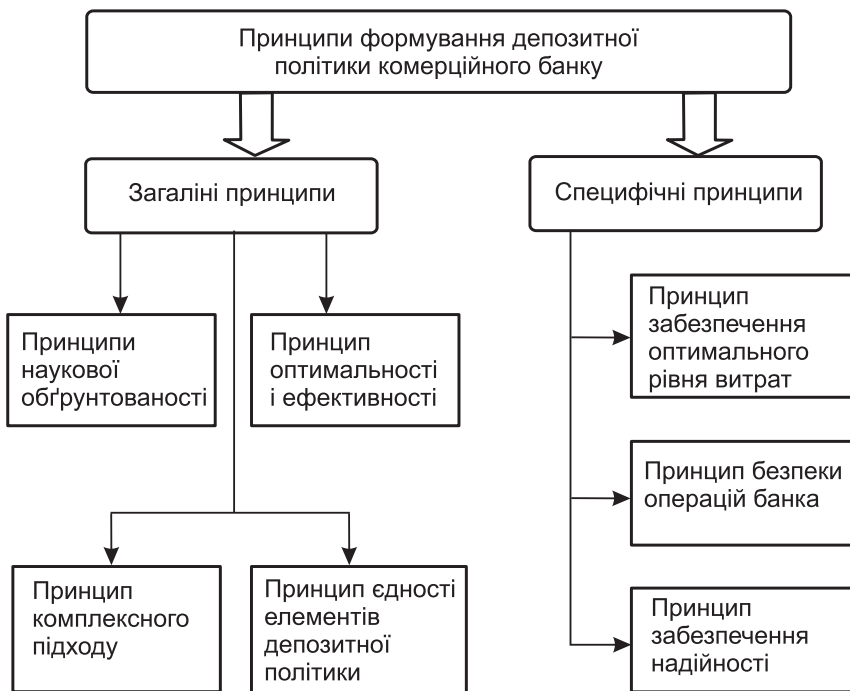 Принципи формування депозитної
політики комерційного банку
Загаліні принципи
Специфічні принципи
Принципи
наукової
обґрунтованості
Принцип
оптимальності
і ефективності
Принцип
комплексного
підходу
Принцип єдності
елементів
депозитної
політики
Принцип
забезпечення
оптимального
рівня витрат
Принцип безпеки
операцій банка
Принцип
забезпечення
надійності